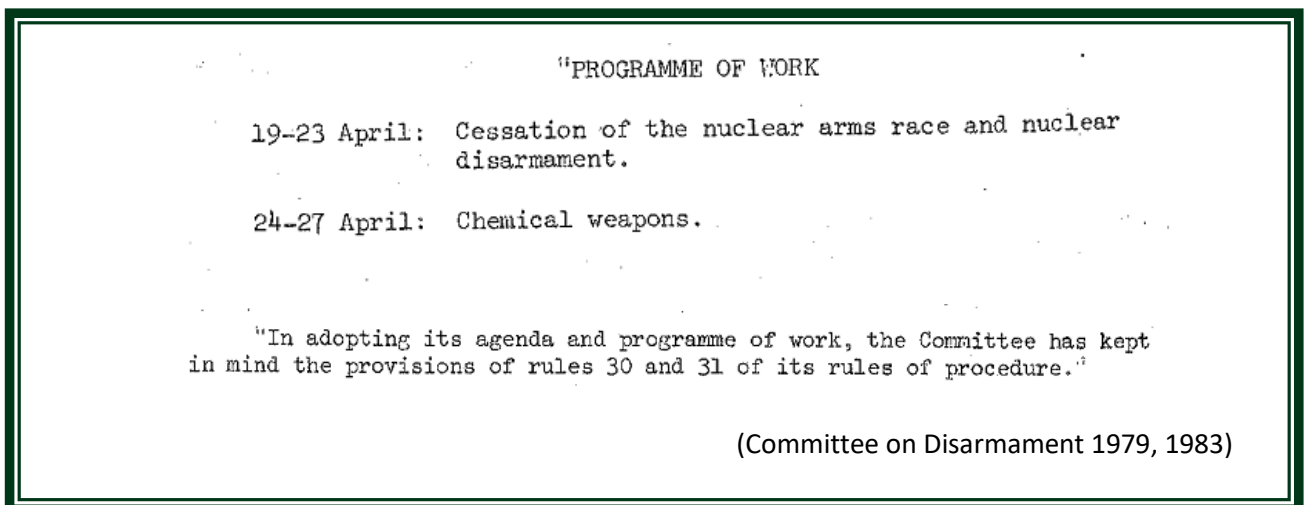 "PROGRAMME OF WORK
19-23 April: Cessation of the nuclear arms race and nuclear
disarmament.
24-27 April: Chemical weapons.
"In adopting its agenda and programme of work, the Committee has kept
in mind the provisions of rules 30 and 31 of its rules of procedure."
(Committee on Disarmament 1979, 1983)